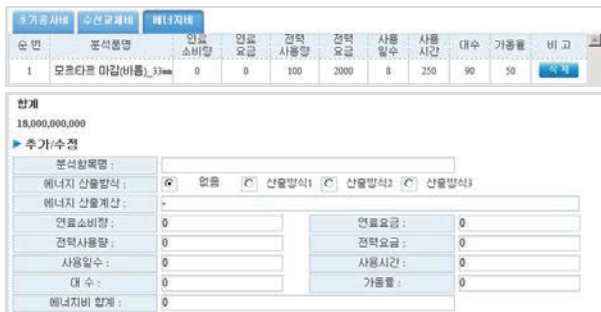 초기공사비 수선교체비 에너지비
순번 분석품명 연료소비량 연료요금 전력사용량 전력요금 사용일수 사용시간 대수 가동률 비고
1 모르타르 마감(바름)_33mm 0 0 100 2000 8 250 90 50 삭제
합계
18,000,000,000
▶ 추가/수정
분석항목명 :
에너지 산출방식 : 없음 산출방식1 산출방식2 산출방식3
에너지 산출계산 : -
연료소비량 : 0 연료요금 : 0
전력사용량 : 0 전력요금 : 0
사용일수 : 0 사용시간 : 0
대 수 : 0 가동률 : 0
에너지비 합계 : 0